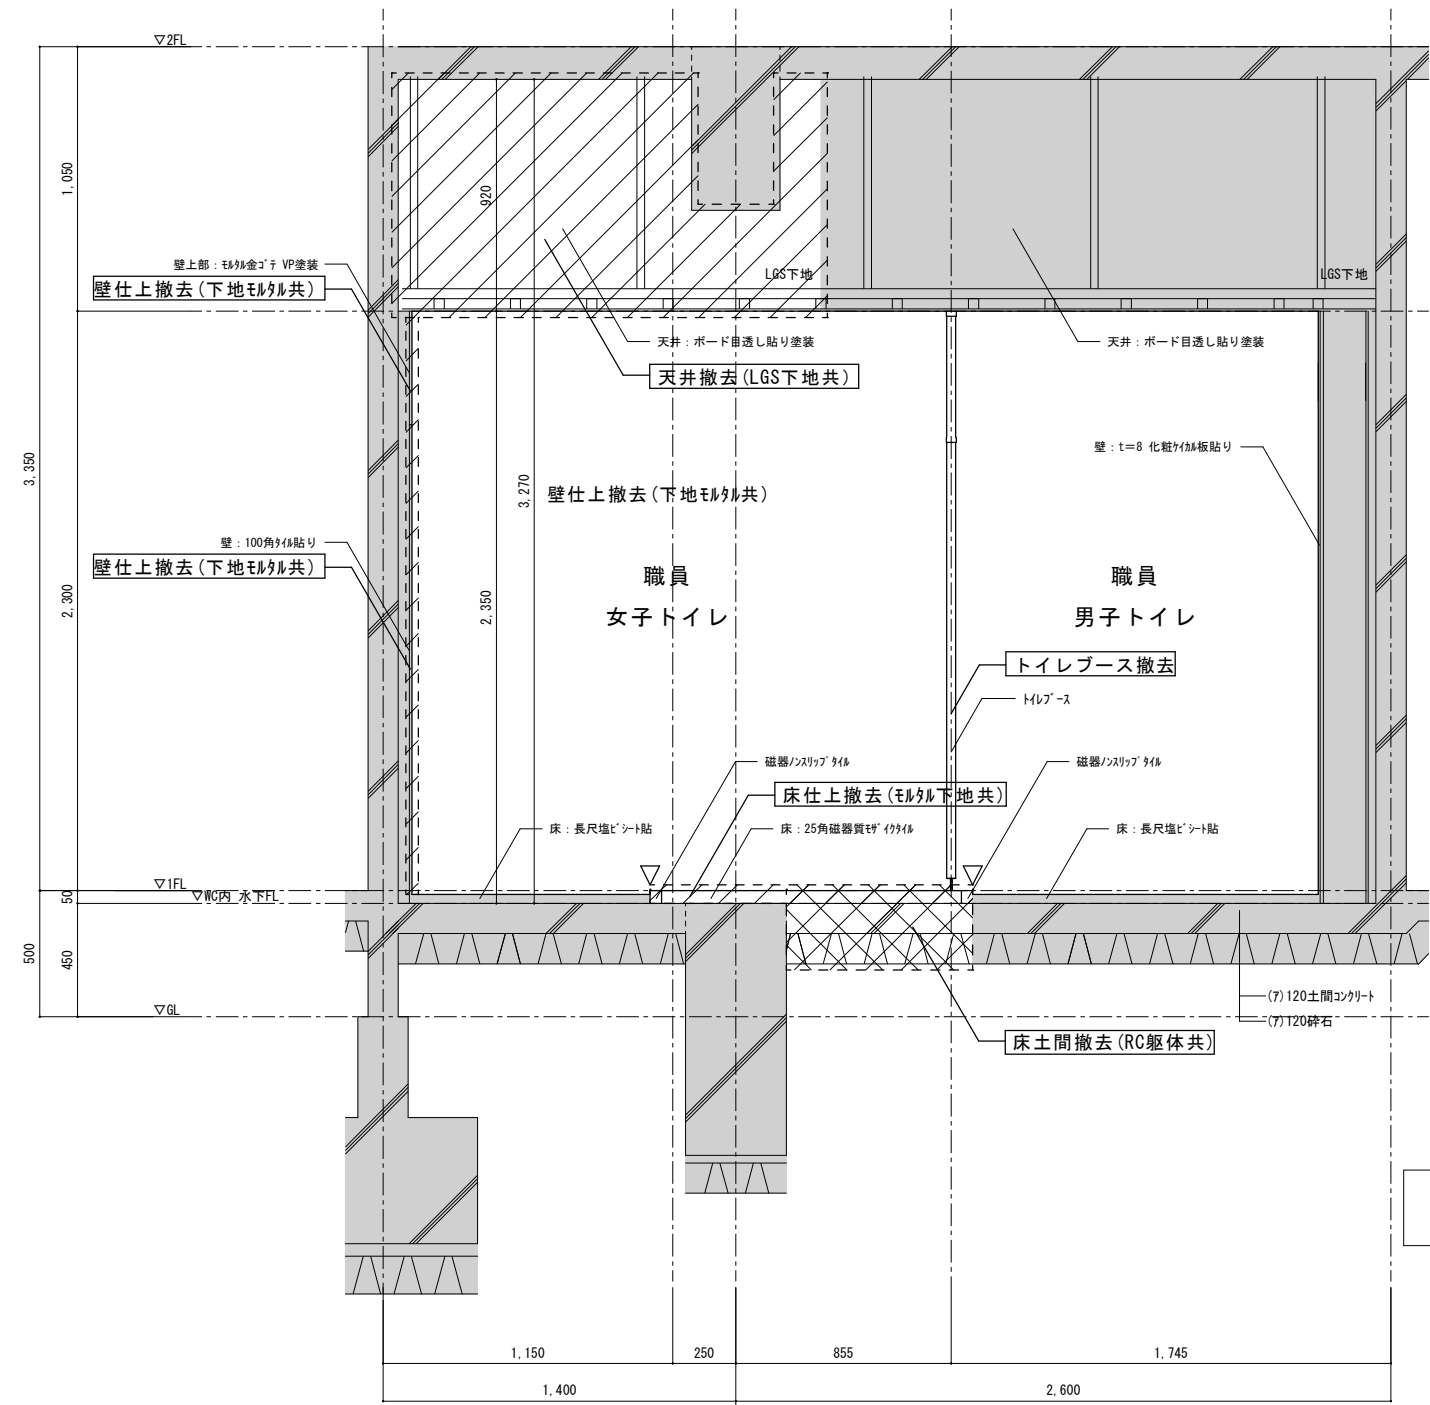 ▽2FL
1,050
920
壁上部：ﾓﾙﾀﾙ金ｺﾞﾃ VP塗装
壁仕上撤去(下地ﾓﾙﾀﾙ共)
LGS下地
LGS下地
天井：ボード目透し貼り塗装
天井：ボード目透し貼り塗装
天井撤去(LGS下地共)
壁：t=8 化粧ｹｲｶﾙ板貼り
3,350
3,270
壁仕上撤去(下地ﾓﾙﾀﾙ共)
壁：100角ﾀｲﾙ貼り
壁仕上撤去(下地ﾓﾙﾀﾙ共)
2,300
2,350
職員
女子トイレ
職員
男子トイレ
トイレブース撤去
ﾄｲﾚﾌﾞｰｽ
磁器ﾉﾝｽﾘｯﾌﾟﾀｲﾙ
磁器ﾉﾝｽﾘｯﾌﾟﾀｲﾙ
床仕上撤去(ﾓﾙﾀﾙ下地共)
床：長尺塩ﾋﾞｼｰﾄ貼
床：25角磁器質ﾓｻﾞｲｸﾀｲﾙ
床：長尺塩ﾋﾞｼｰﾄ貼
▽1FL
▽WC内 水下FL
50
500
450
▽GL
(ｱ)120土間ｺﾝｸﾘｰﾄ
(ｱ)120砕石
床土間撤去(RC躯体共)
1,150
250
855
1,745
1,400
2,600